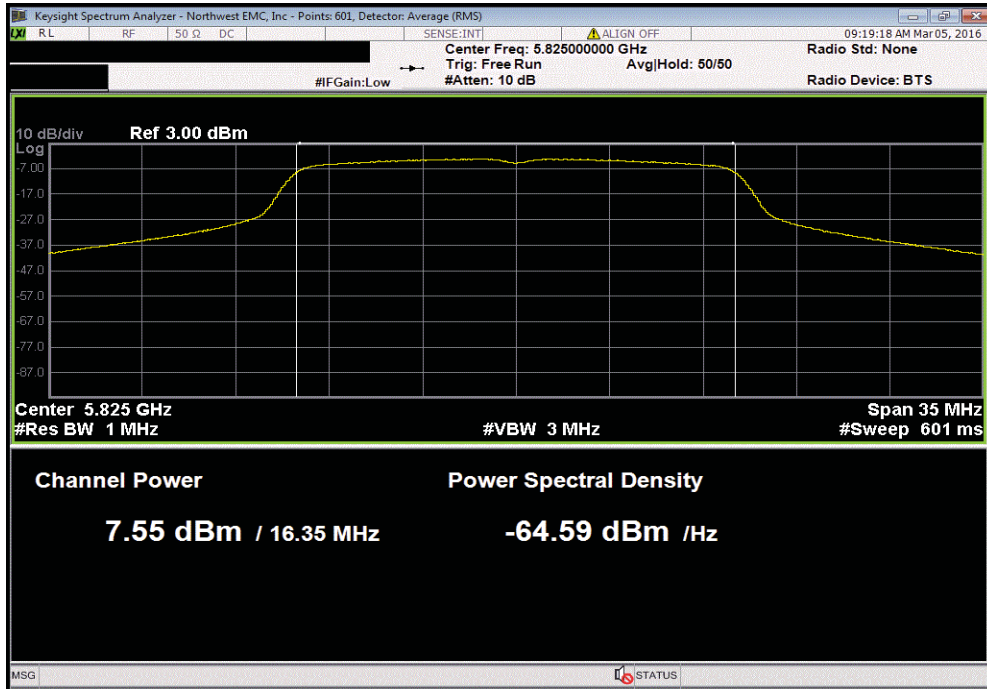 Keysight Spectrum Analyzer - Northwest EMC, Inc - Points: 601, Detector: Average (RMS)
LXI RL RF 50 Ω DC SENSE:INT ALIGN OFF 09:19:18 AM Mar 05, 2016
Center Freq: 5.825000000 GHz Radio Std: None
Trig: Free Run Avg|Hold: 50/50
#IFGain:Low #Atten: 10 dB Radio Device: BTS
10 dB/div Ref 3.00 dBm
Log
-7.00
-17.0
-27.0
-37.0
-47.0
-57.0
-67.0
-77.0
-87.0
Center 5.825 GHz Span 35 MHz
#Res BW 1 MHz #VBW 3 MHz #Sweep 601 ms
Channel Power Power Spectral Density
7.55 dBm / 16.35 MHz -64.59 dBm /Hz
MSG STATUS